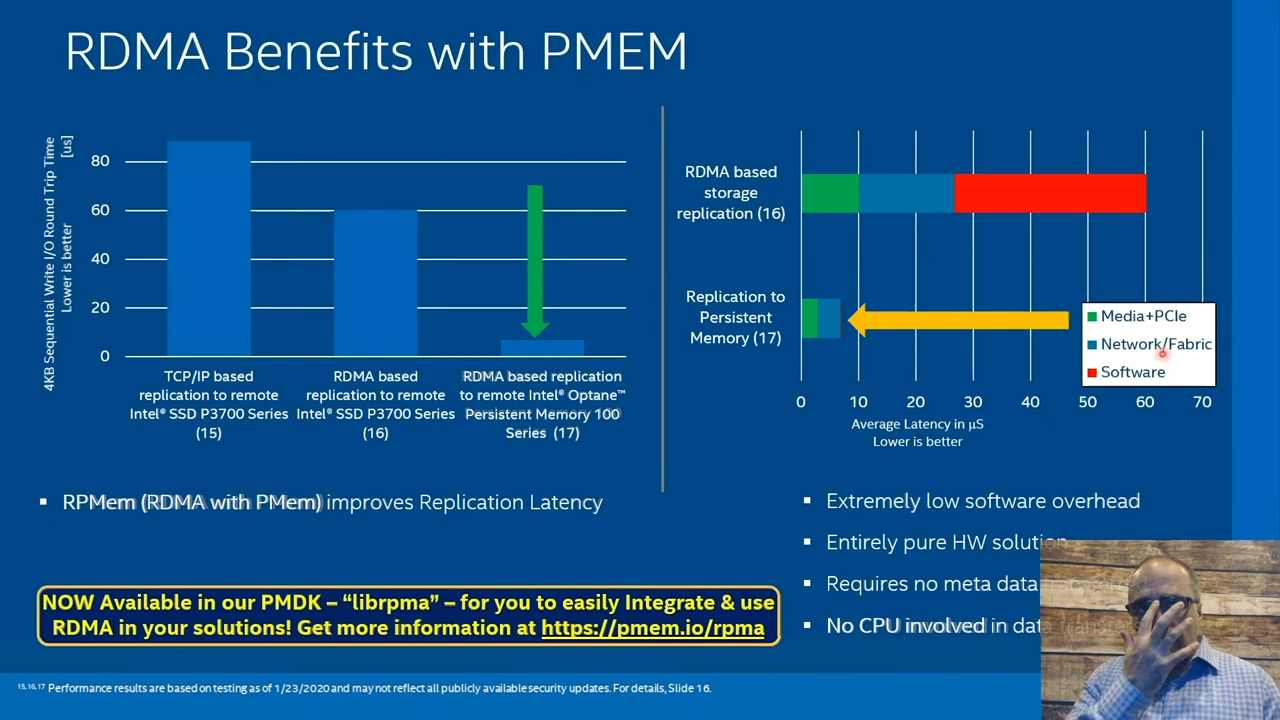 RDMA Benefits with PMEM
4KB Sequential Write I/O Round Trip Time
[us]
Lower is better
80
60
40
20
0
TCP/IP based
replication to remote
Intel® SSD P3700 Series
(15)
RDMA based
replication to remote
Intel® SSD P3700 Series
(16)
RDMA based replication
to remote Intel® Optane™
Persistent Memory 100
Series (17)
RDMA based
storage
replication (16)
Replication to
Persistent
Memory (17)
Media+PCIe
Network/Fabric
Software
0 10 20 30 40 50 60 70
Average Latency in µS
Lower is better
▪ RPMem (RDMA with PMem) improves Replication Latency
▪ Extremely low software overhead
▪ Entirely pure HW solution
▪ Requires no meta data
▪ No CPU involved in data transfer
NOW Available in our PMDK – “librpma” – for you to easily Integrate & use
RDMA in your solutions! Get more information at https://pmem.io/rpma
15,16,17 Performance results are based on testing as of 1/23/2020 and may not reflect all publicly available security updates. For details, Slide 16.